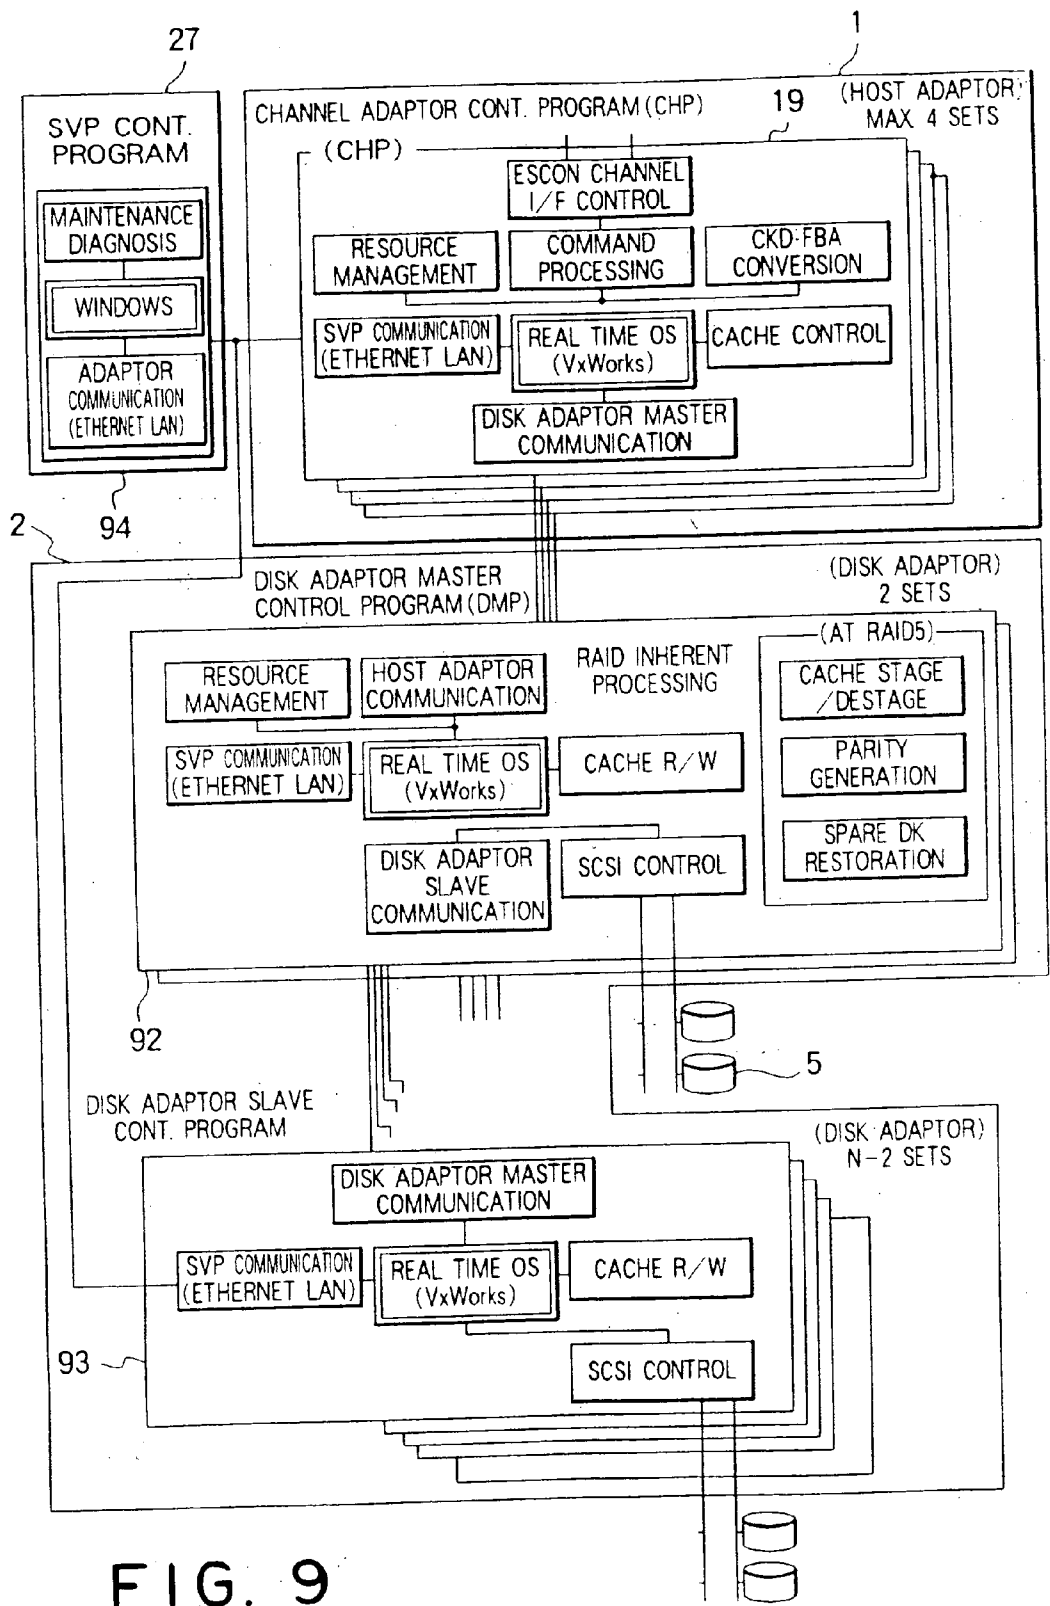 27
1
SVP CONT.
PROGRAM
MAINTENANCE
DIAGNOSIS
WINDOWS
ADAPTOR
COMMUNICATION
(ETHERNET LAN)
94
CHANNEL ADAPTOR CONT. PROGRAM (CHP)
19
(HOST ADAPTOR)
MAX 4 SETS
(CHP)
ESCON CHANNEL
I/F CONTROL
RESOURCE
MANAGEMENT
COMMAND
PROCESSING
CKD-FBA
CONVERSION
SVP COMMUNICATION
(ETHERNET LAN)
REAL TIME OS
(VxWorks)
CACHE CONTROL
DISK ADAPTOR MASTER
COMMUNICATION
2
DISK ADAPTOR MASTER
CONTROL PROGRAM (DMP)
(DISK ADAPTOR)
2 SETS
RESOURCE
MANAGEMENT
HOST ADAPTOR
COMMUNICATION
RAID INHERENT
PROCESSING
(AT RAID5)
CACHE STAGE
/DESTAGE
PARITY
GENERATION
SPARE DK
RESTORATION
SVP COMMUNICATION
(ETHERNET LAN)
REAL TIME OS
(VxWorks)
CACHE R/W
DISK ADAPTOR
SLAVE
COMMUNICATION
SCSI CONTROL
92
5
DISK ADAPTOR SLAVE
CONT. PROGRAM
(DISK ADAPTOR)
N-2 SETS
DISK ADAPTOR MASTER
COMMUNICATION
SVP COMMUNICATION
(ETHERNET LAN)
REAL TIME OS
(VxWorks)
CACHE R/W
93
SCSI CONTROL
FIG. 9